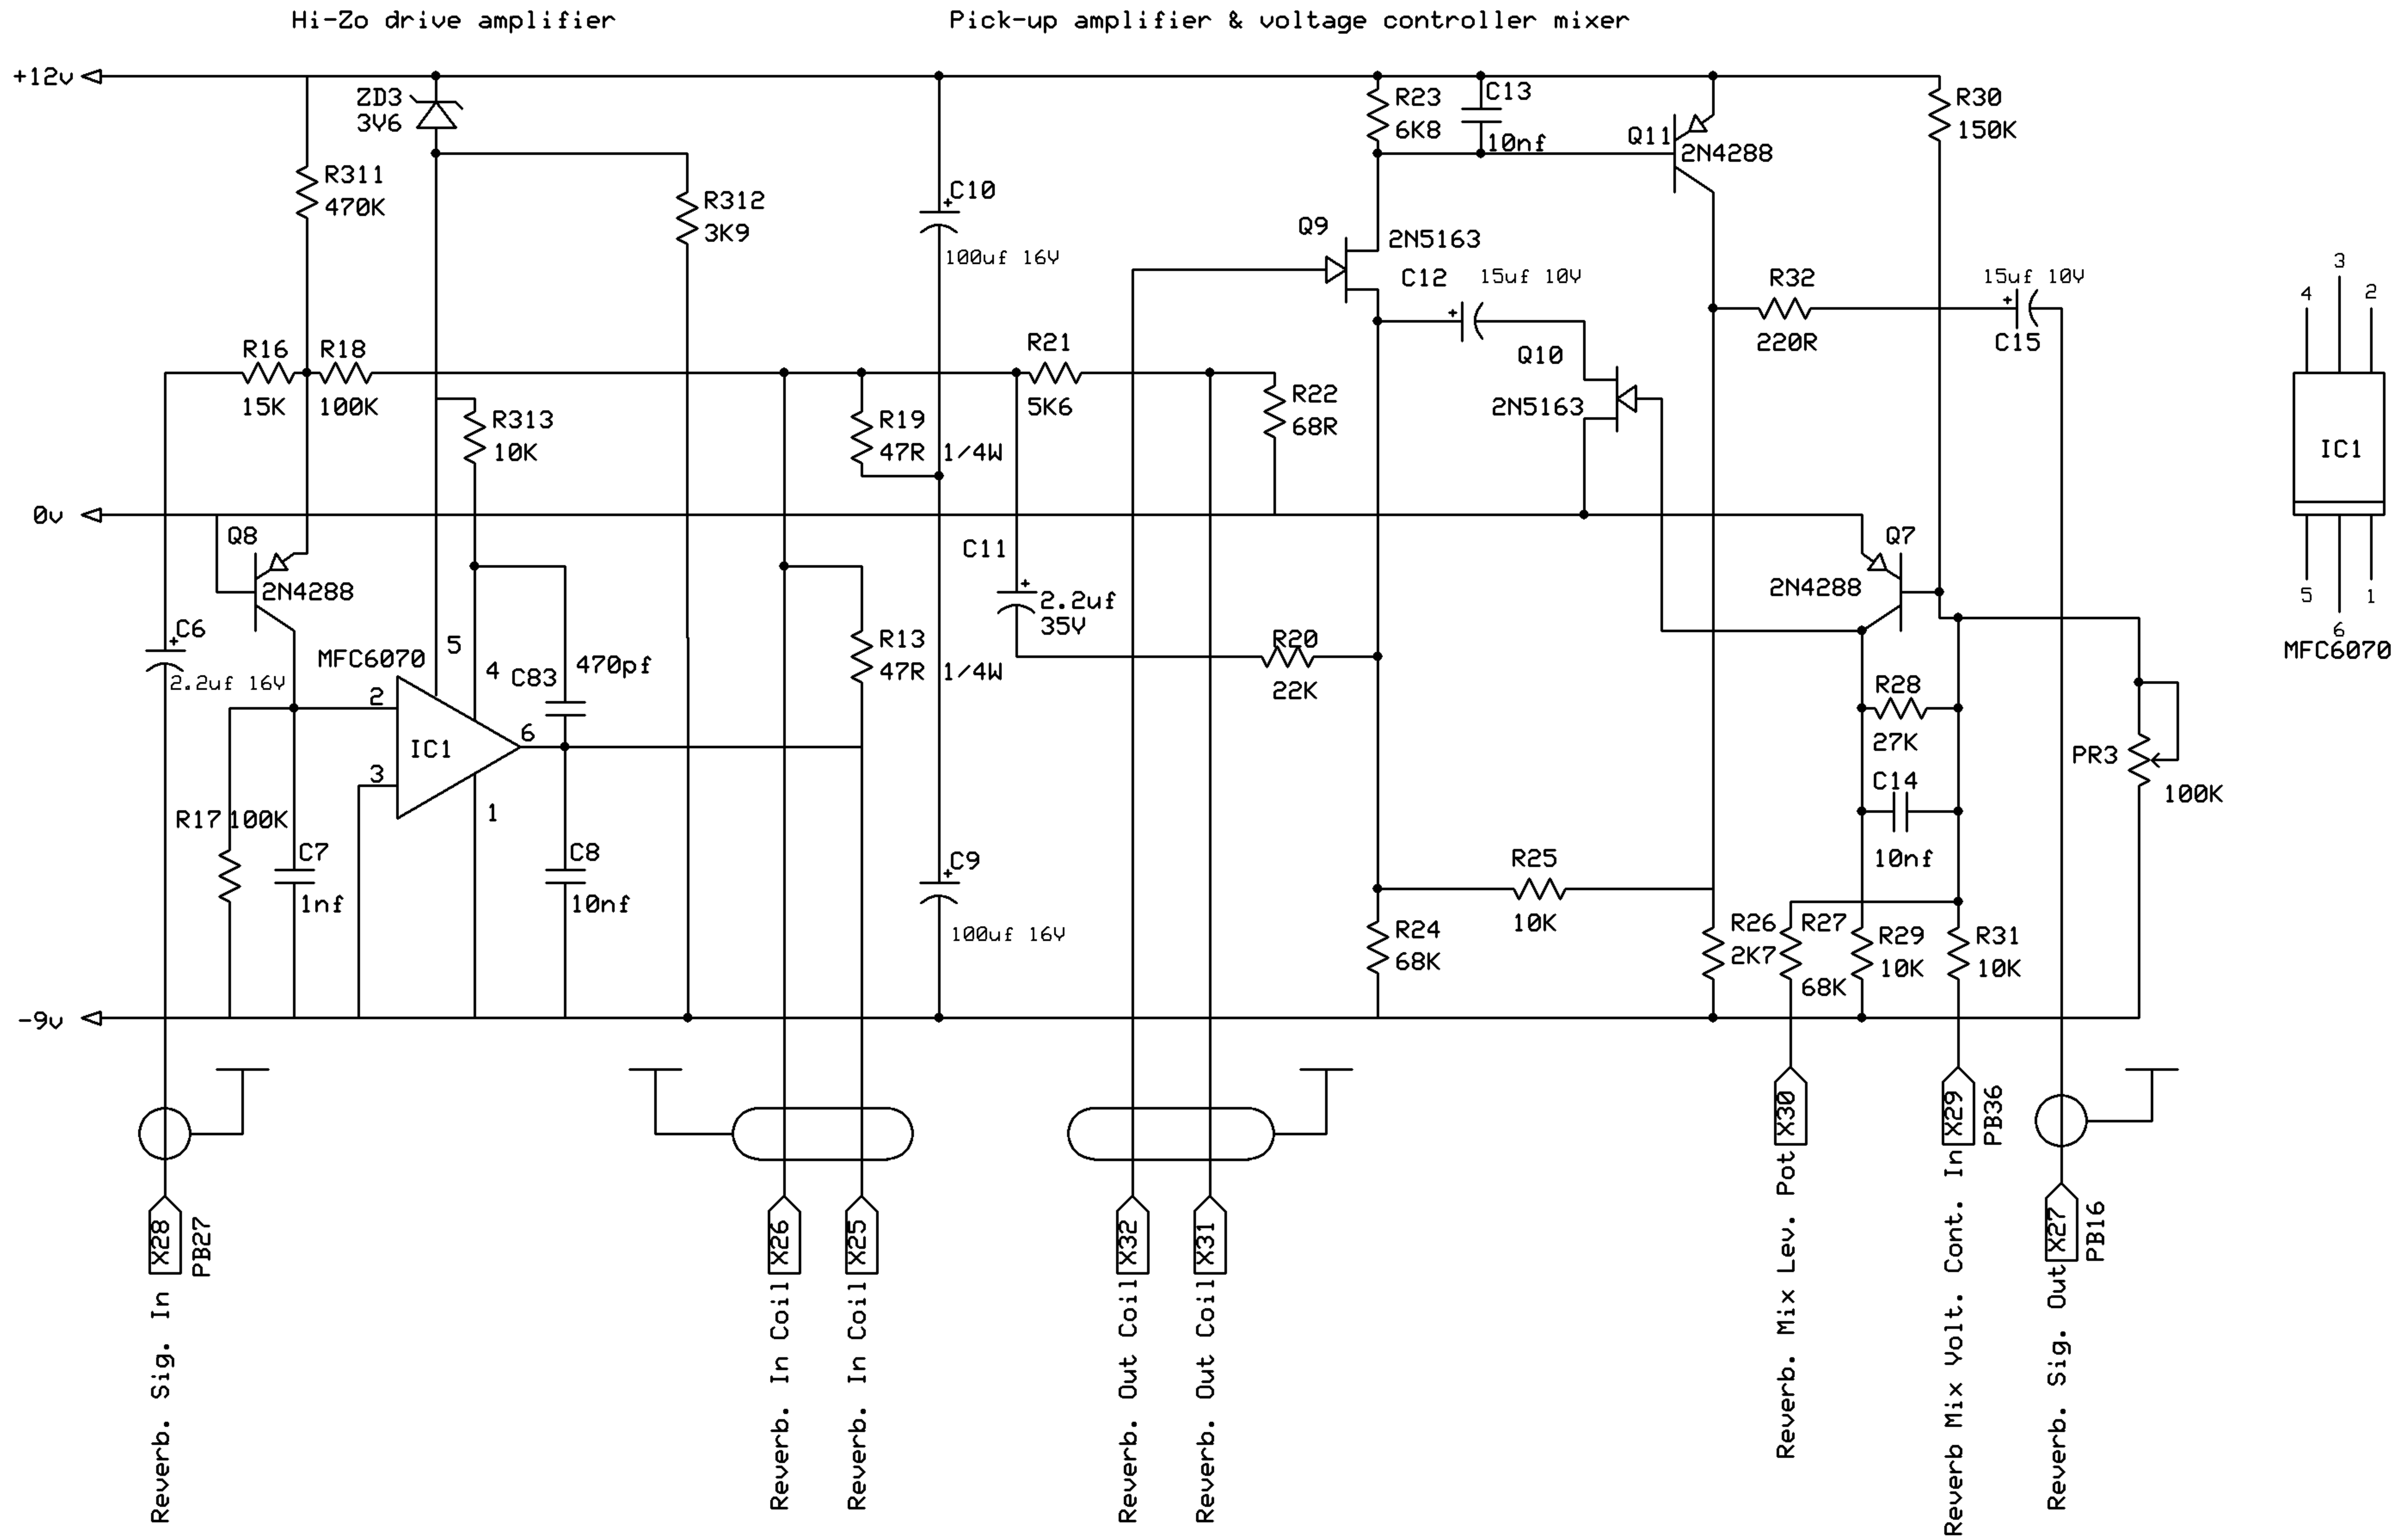 Hi-Zo drive amplifier
Pick-up amplifier & voltage controller mixer
+12v
ZD3
3V6
R311
470K
R312
3K9
C10
+
100uf 16V
R23
6K8
C13
10nf
Q11
2N4288
R30
150K
Q9
2N5163
C12
15uf 10V
+
Q10
2N5163
R32
220R
15uf 10V
+
C15
R16
15K
R18
100K
R313
10K
R19
47R 1/4W
R21
5K6
R22
68R
4
3
2
IC1
5
6
1
MFC6070
0v
Q8
2N4288
C6
+
2.2uf 16V
MFC6070
5
4
C83
470pf
2
IC1
6
3
1
R17 100K
C7
1nf
C8
10nf
R13
47R 1/4W
C11
+
2.2uf
35V
R20
22K
C9
+
100uf 16V
Q7
2N4288
R28
27K
C14
10nf
PR3
100K
R25
10K
R24
68K
R26
2K7
R27
68K
R29
10K
R31
10K
-9v
X28
PB27
Reverb. Sig. In
X26
Reverb. In Coil
X25
Reverb. In Coil
X32
Reverb. Out Coil
X31
Reverb. Out Coil
X30
Reverb. Mix Lev. Pot
X29
PB36
Reverb Mix Volt. Cont. In
X27
PB16
Reverb. Sig. Out